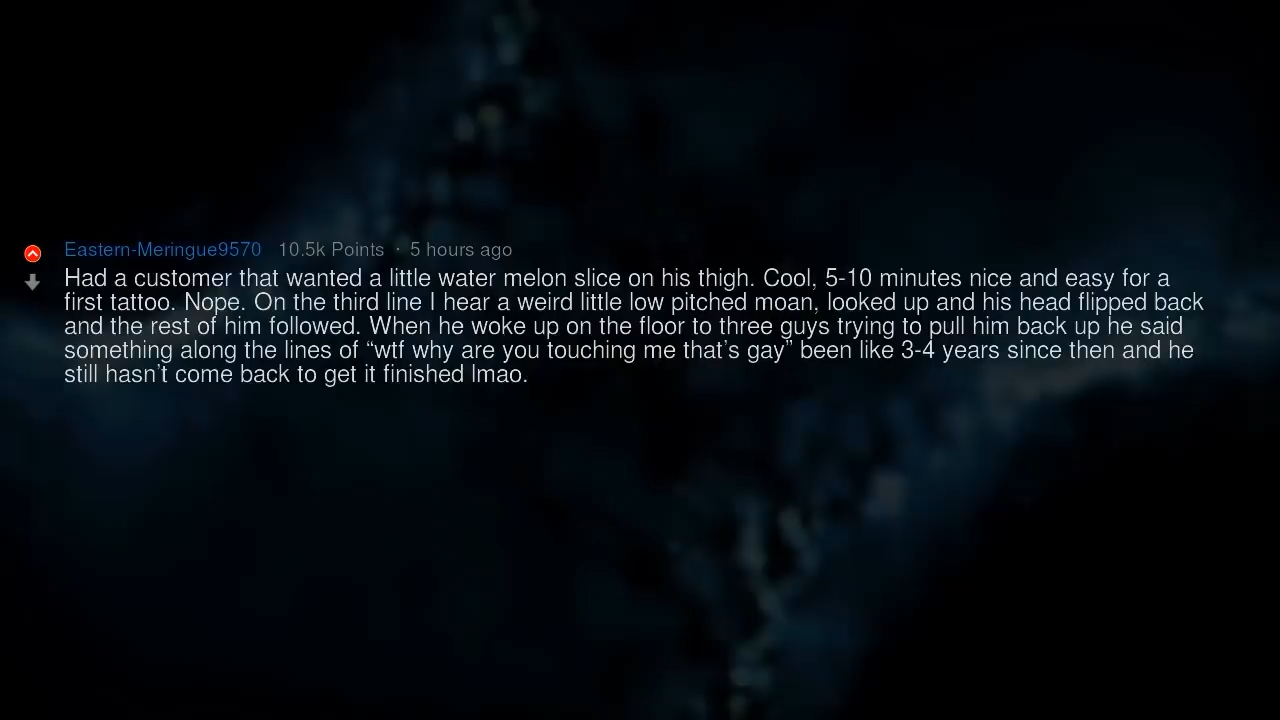 Eastern-Meringue9570 10.5k Points · 5 hours ago
Had a customer that wanted a little water melon slice on his thigh. Cool, 5-10 minutes nice and easy for a
first tattoo. Nope. On the third line I hear a weird little low pitched moan, looked up and his head flipped back
and the rest of him followed. When he woke up on the floor to three guys trying to pull him back up he said
something along the lines of “wtf why are you touching me that’s gay” been like 3-4 years since then and he
still hasn’t come back to get it finished lmao.